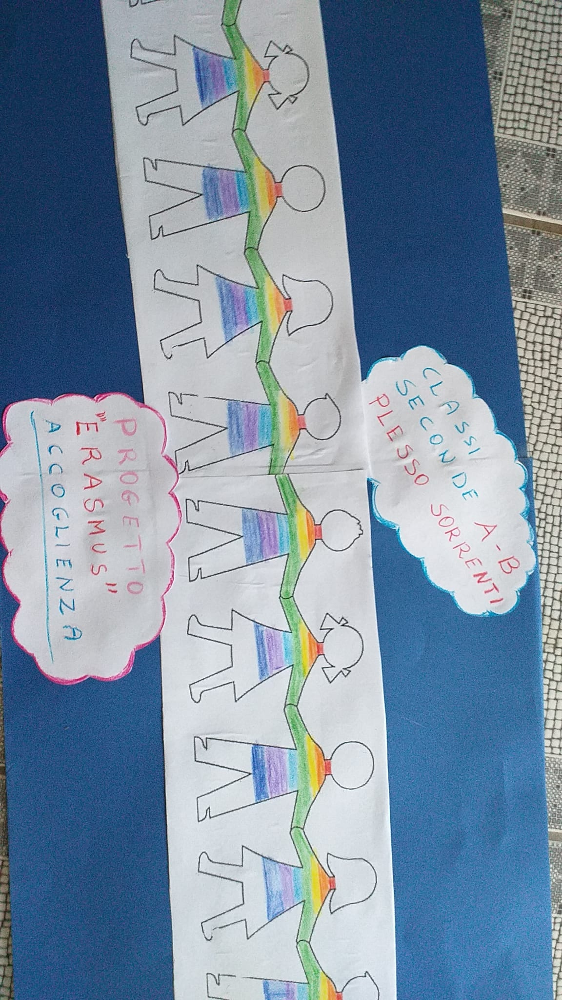 CLASSI
SECONDE A-B
PLESSO SORRENTI
PROGETTO
"ERASMUS"
ACCOGLIENZA